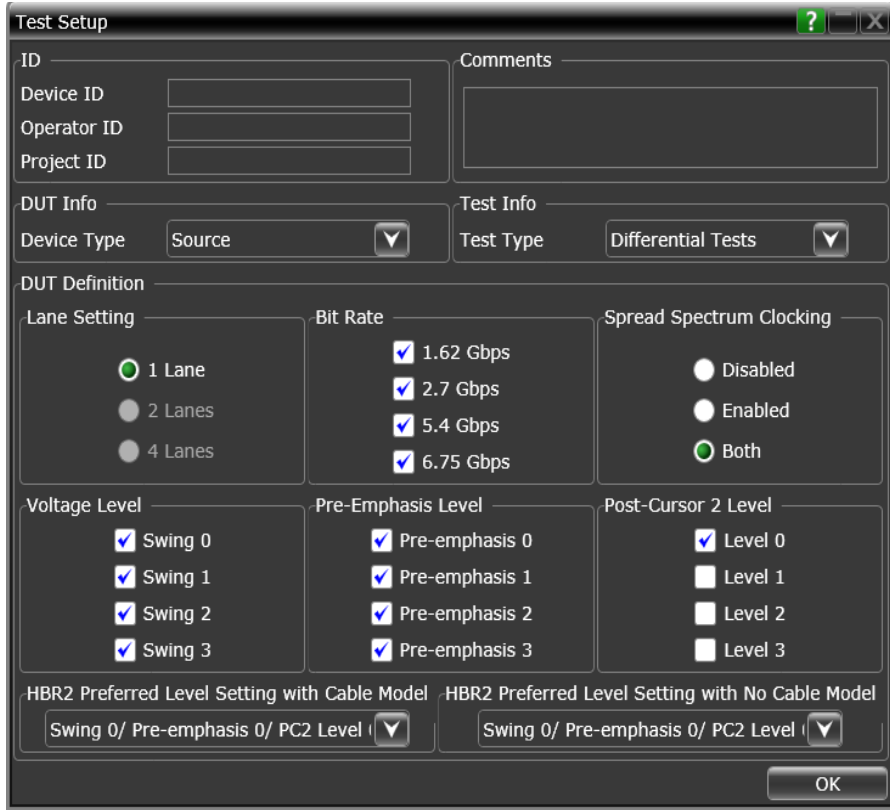 Test Setup
?
X
ID
Device ID
Operator ID
Project ID
Comments
DUT Info
Device Type Source
Test Info
Test Type Differential Tests
DUT Definition
Lane Setting
1 Lane
2 Lanes
4 Lanes
Bit Rate
1.62 Gbps
2.7 Gbps
5.4 Gbps
6.75 Gbps
Spread Spectrum Clocking
Disabled
Enabled
Both
Voltage Level
Swing 0
Swing 1
Swing 2
Swing 3
Pre-Emphasis Level
Pre-emphasis 0
Pre-emphasis 1
Pre-emphasis 2
Pre-emphasis 3
Post-Cursor 2 Level
Level 0
Level 1
Level 2
Level 3
HBR2 Preferred Level Setting with Cable Model
Swing 0/ Pre-emphasis 0/ PC2 Level
HBR2 Preferred Level Setting with No Cable Model
Swing 0/ Pre-emphasis 0/ PC2 Level
OK